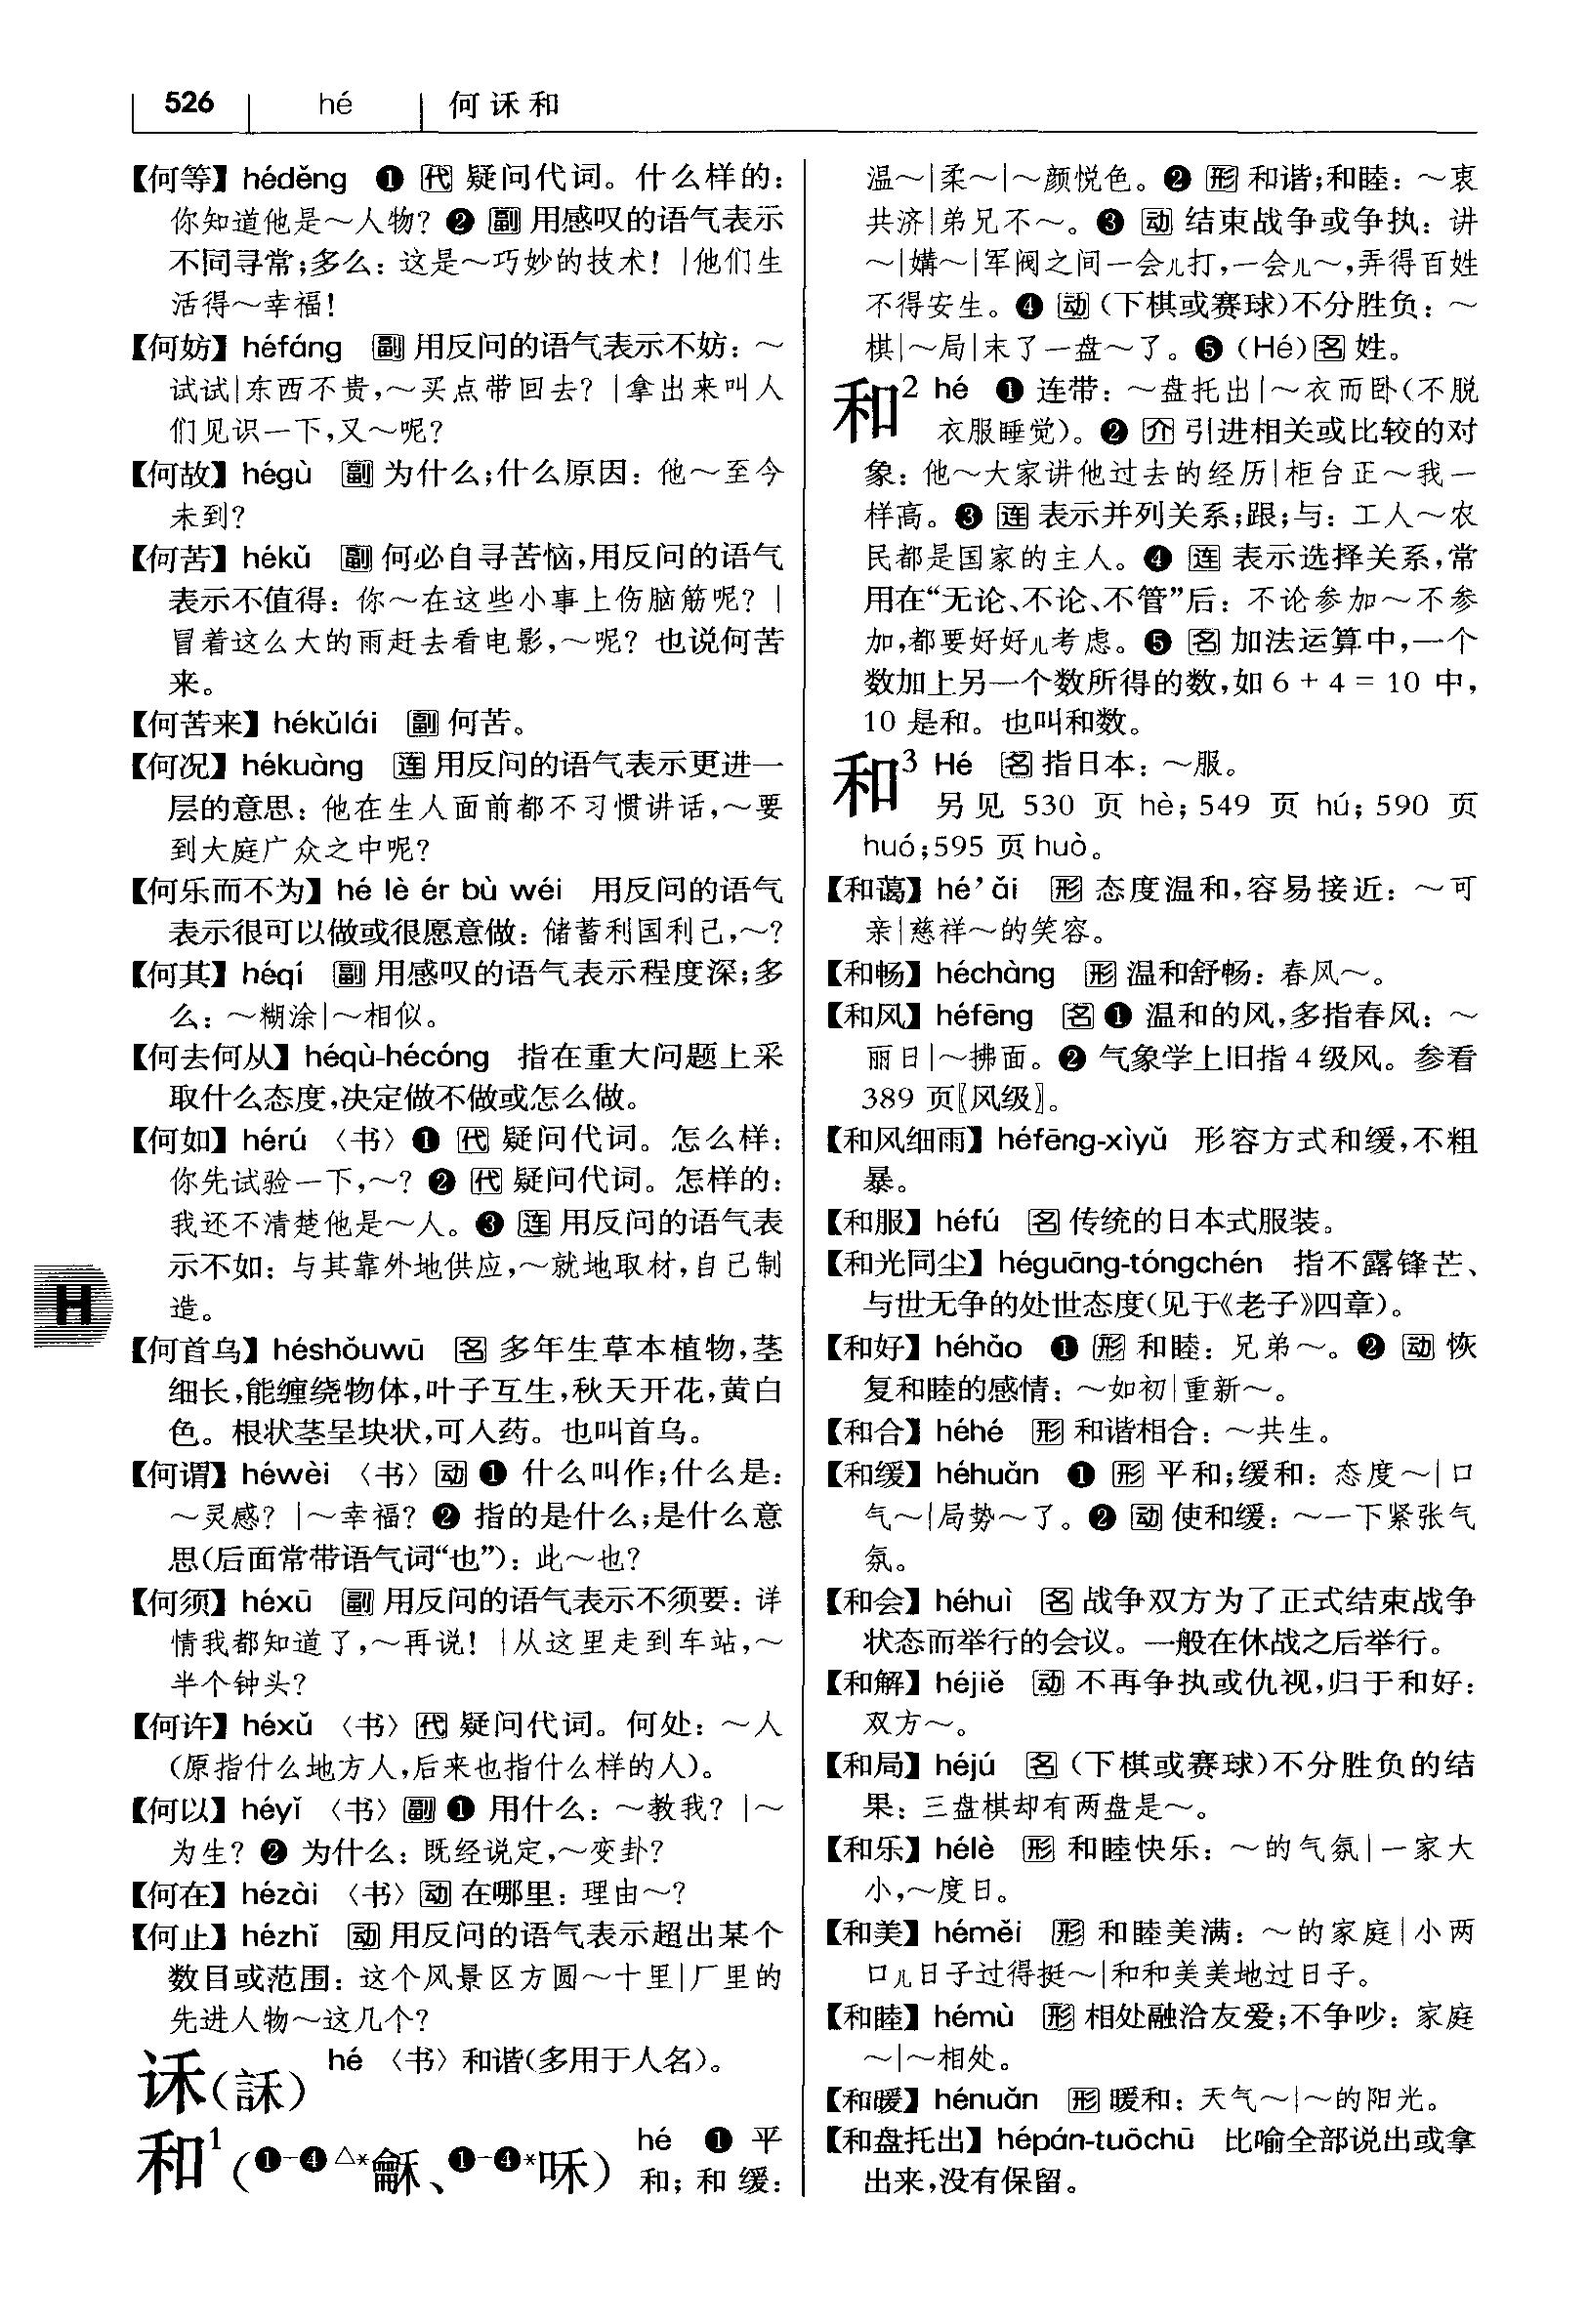 526 hé 何䜣和
【何等】héděng ❶ 代 疑问代词。什么样的：
你知道他是～人物？❷ 副 用感叹的语气表示
不同寻常；多么：这是～巧妙的技术！|他们生
活得～幸福！
【何妨】héfáng 副 用反问的语气表示不妨：～
试试|东西不贵，～买点带回去？|拿出来叫人
们见识一下，又～呢？
【何故】hégù 副 为什么；什么原因：他～至今
未到？
【何苦】hékǔ 副 何必自寻苦恼，用反问的语气
表示不值得：你～在这些小事上伤脑筋呢？|
冒着这么大的雨赶去看电影，～呢？也说何苦
来。
【何苦来】hékǔlái 副 何苦。
【何况】hékuàng 连 用反问的语气表示更进一
层的意思：他在生人面前都不习惯讲话，～要
到大庭广众之中呢？
【何乐而不为】hé lè ér bù wéi 用反问的语气
表示很可以做或很愿意做：储蓄利国利己，～？
【何其】héqí 副 用感叹的语气表示程度深；多
么：～糊涂|～相似。
【何去何从】héqù-hécóng 指在重大问题上采
取什么态度，决定做不做或怎么做。
【何如】hérú 〈书〉❶ 代 疑问代词。怎么样：
你先试验一下，～？❷ 代 疑问代词。怎样的：
我还不清楚他是～人。❸ 连 用反问的语气表
示不如：与其靠外地供应，～就地取材，自己制
造。
【何首乌】héshǒuwū 名 多年生草本植物，茎
细长，能缠绕物体，叶子互生，秋天开花，黄白
色。根状茎呈块状，可入药。也叫首乌。
【何谓】héwèi 〈书〉动 ❶ 什么叫作；什么是：
～灵感？|～幸福？❷ 指的是什么；是什么意
思（后面常带语气词“也”）：此～也？
【何须】héxū 副 用反问的语气表示不须要：详
情我都知道了，～再说！|从这里走到车站，～
半个钟头？
【何许】héxǔ 〈书〉代 疑问代词。何处：～人
（原指什么地方人，后来也指什么样的人）。
【何以】héyǐ 〈书〉副 ❶ 用什么：～教我？|～
为生？❷ 为什么：既经说定，～变卦？
【何在】hézài 〈书〉动 在哪里：理由～？
【何止】hézhǐ 动 用反问的语气表示超出某个
数目或范围：这个风景区方圆～十里|厂里的
先进人物～这几个？
（訸） hé 〈书〉和谐（多用于人名）。
和¹（❶-❹△*龢、❶-❹*咊） hé ❶ 平
和；和缓：
温～|柔～|～颜悦色。❷ 形 和谐；和睦：～衷
共济|弟兄不～。❸ 动 结束战争或争执：讲
～|媾～|军阀之间一会儿打，一会儿～，弄得百姓
不得安生。❹ 动（下棋或赛球）不分胜负：～
棋|～局|末了一盘～了。❺（Hé）名 姓。
和² hé ❶ 连带：～盘托出|～衣而卧（不脱
衣服睡觉）。❷ 介 引进相关或比较的对
象：他～大家讲他过去的经历|柜台正～我一
样高。❸ 连 表示并列关系；跟；与：工人～农
民都是国家的主人。❹ 连 表示选择关系，常
用在“无论、不论、不管”后：不论参加～不参
加，都要好好儿考虑。❺ 名 加法运算中，一个
数加上另一个数所得的数，如 6 + 4 = 10 中，
10 是和。也叫和数。
和³ Hé 名 指日本：～服。
另见 530 页 hè；549 页 hú；590 页
huó；595 页 huò。
【和蔼】hé’ǎi 形 态度温和，容易接近：～可
亲|慈祥～的笑容。
【和畅】héchàng 形 温和舒畅：春风～。
【和风】héfēng 名 ❶ 温和的风，多指春风：～
丽日|～拂面。❷ 气象学上旧指 4 级风。参看
389 页〖风级〗。
【和风细雨】héfēng-xìyǔ 形容方式和缓，不粗
暴。
【和服】héfú 名 传统的日本式服装。
【和光同尘】héguāng-tóngchén 指不露锋芒、
与世无争的处世态度（见于《老子》四章）。
【和好】héhǎo ❶ 形 和睦：兄弟～。❷ 动 恢
复和睦的感情：～如初|重新～。
【和合】héhé 形 和谐相合：～共生。
【和缓】héhuǎn ❶ 形 平和；缓和：态度～|口
气～|局势～了。❷ 动 使和缓：～一下紧张气
氛。
【和会】héhuì 名 战争双方为了正式结束战争
状态而举行的会议。一般在休战之后举行。
【和解】héjiě 动 不再争执或仇视，归于和好：
双方～。
【和局】héjú 名（下棋或赛球）不分胜负的结
果：三盘棋却有两盘是～。
【和乐】hélè 形 和睦快乐：～的气氛|一家大
小，～度日。
【和美】héměi 形 和睦美满：～的家庭|小两
口儿日子过得挺～|和和美美地过日子。
【和睦】hémù 形 相处融洽友爱；不争吵：家庭
～|～相处。
【和暖】hénuǎn 形 暖和：天气～|～的阳光。
【和盘托出】hépán-tuōchū 比喻全部说出或拿
出来，没有保留。
H